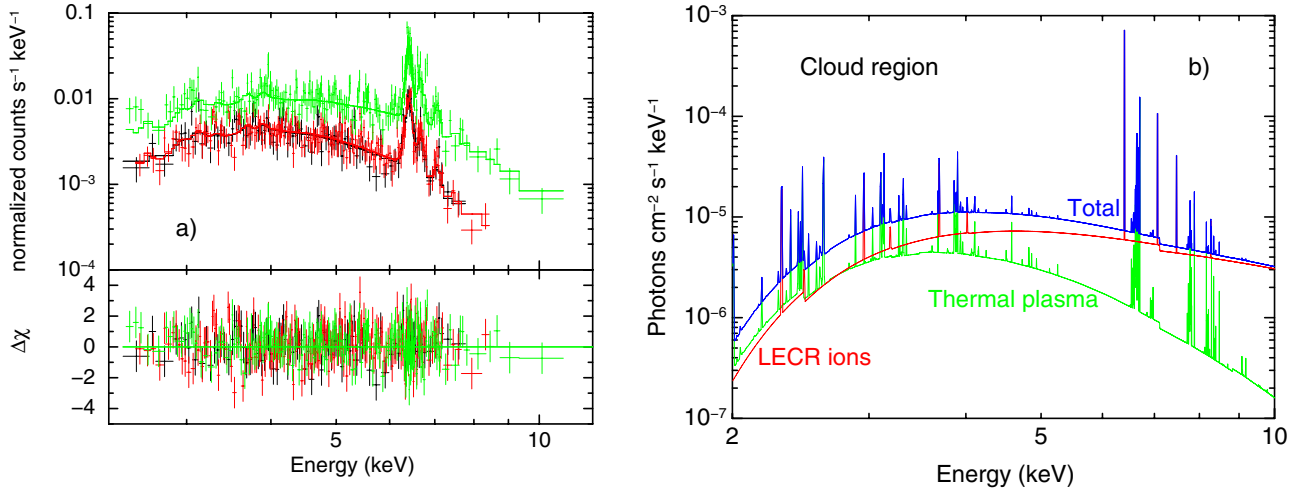 normalized counts s⁻¹ keV⁻¹
0.1
0.01
10⁻³
10⁻⁴
a)
Δχ
4
2
0
−2
−4
5
10
Energy (keV)
Photons cm⁻² s⁻¹ keV⁻¹
10⁻³
10⁻⁴
10⁻⁵
10⁻⁶
10⁻⁷
Cloud region
b)
Total
Thermal plasma
LECR ions
2
5
10
Energy (keV)